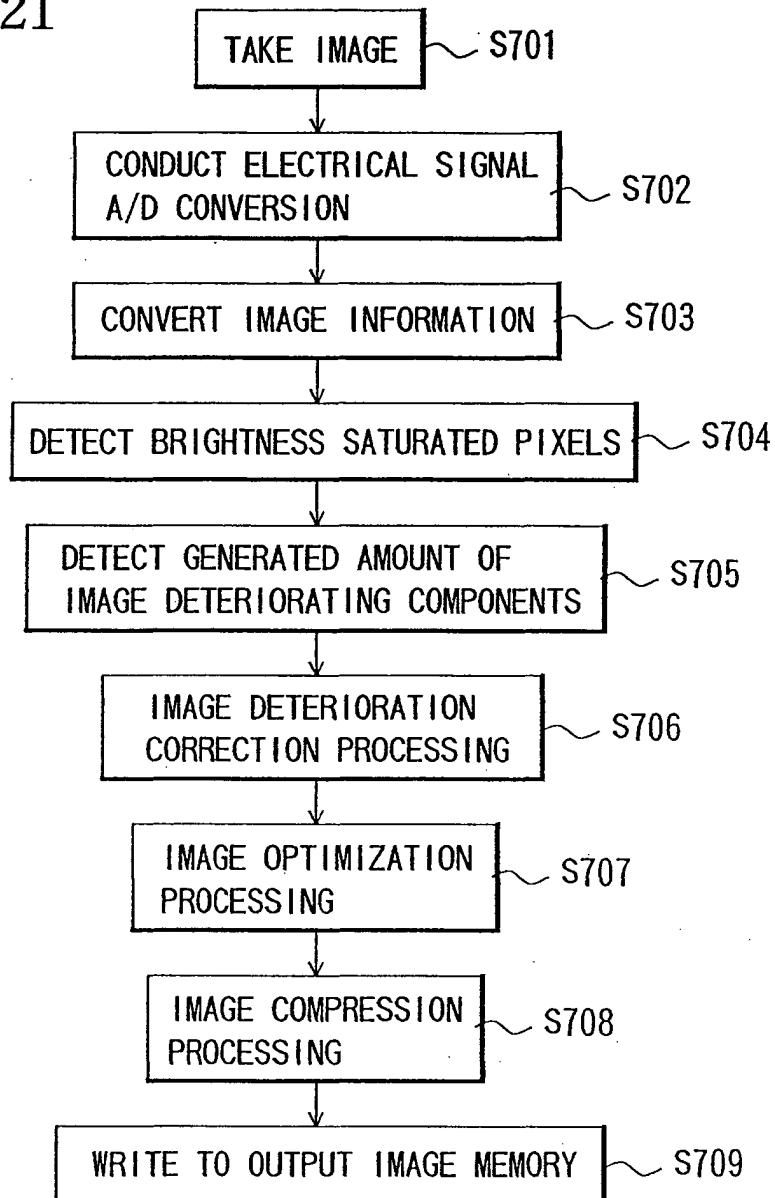 21
TAKE IMAGE
S701
CONDUCT ELECTRICAL SIGNAL
A/D CONVERSION
S702
CONVERT IMAGE INFORMATION
S703
DETECT BRIGHTNESS SATURATED PIXELS
S704
DETECT GENERATED AMOUNT OF
IMAGE DETERIORATING COMPONENTS
S705
IMAGE DETERIORATION
CORRECTION PROCESSING
S706
IMAGE OPTIMIZATION
PROCESSING
S707
IMAGE COMPRESSION
PROCESSING
S708
WRITE TO OUTPUT IMAGE MEMORY
S709